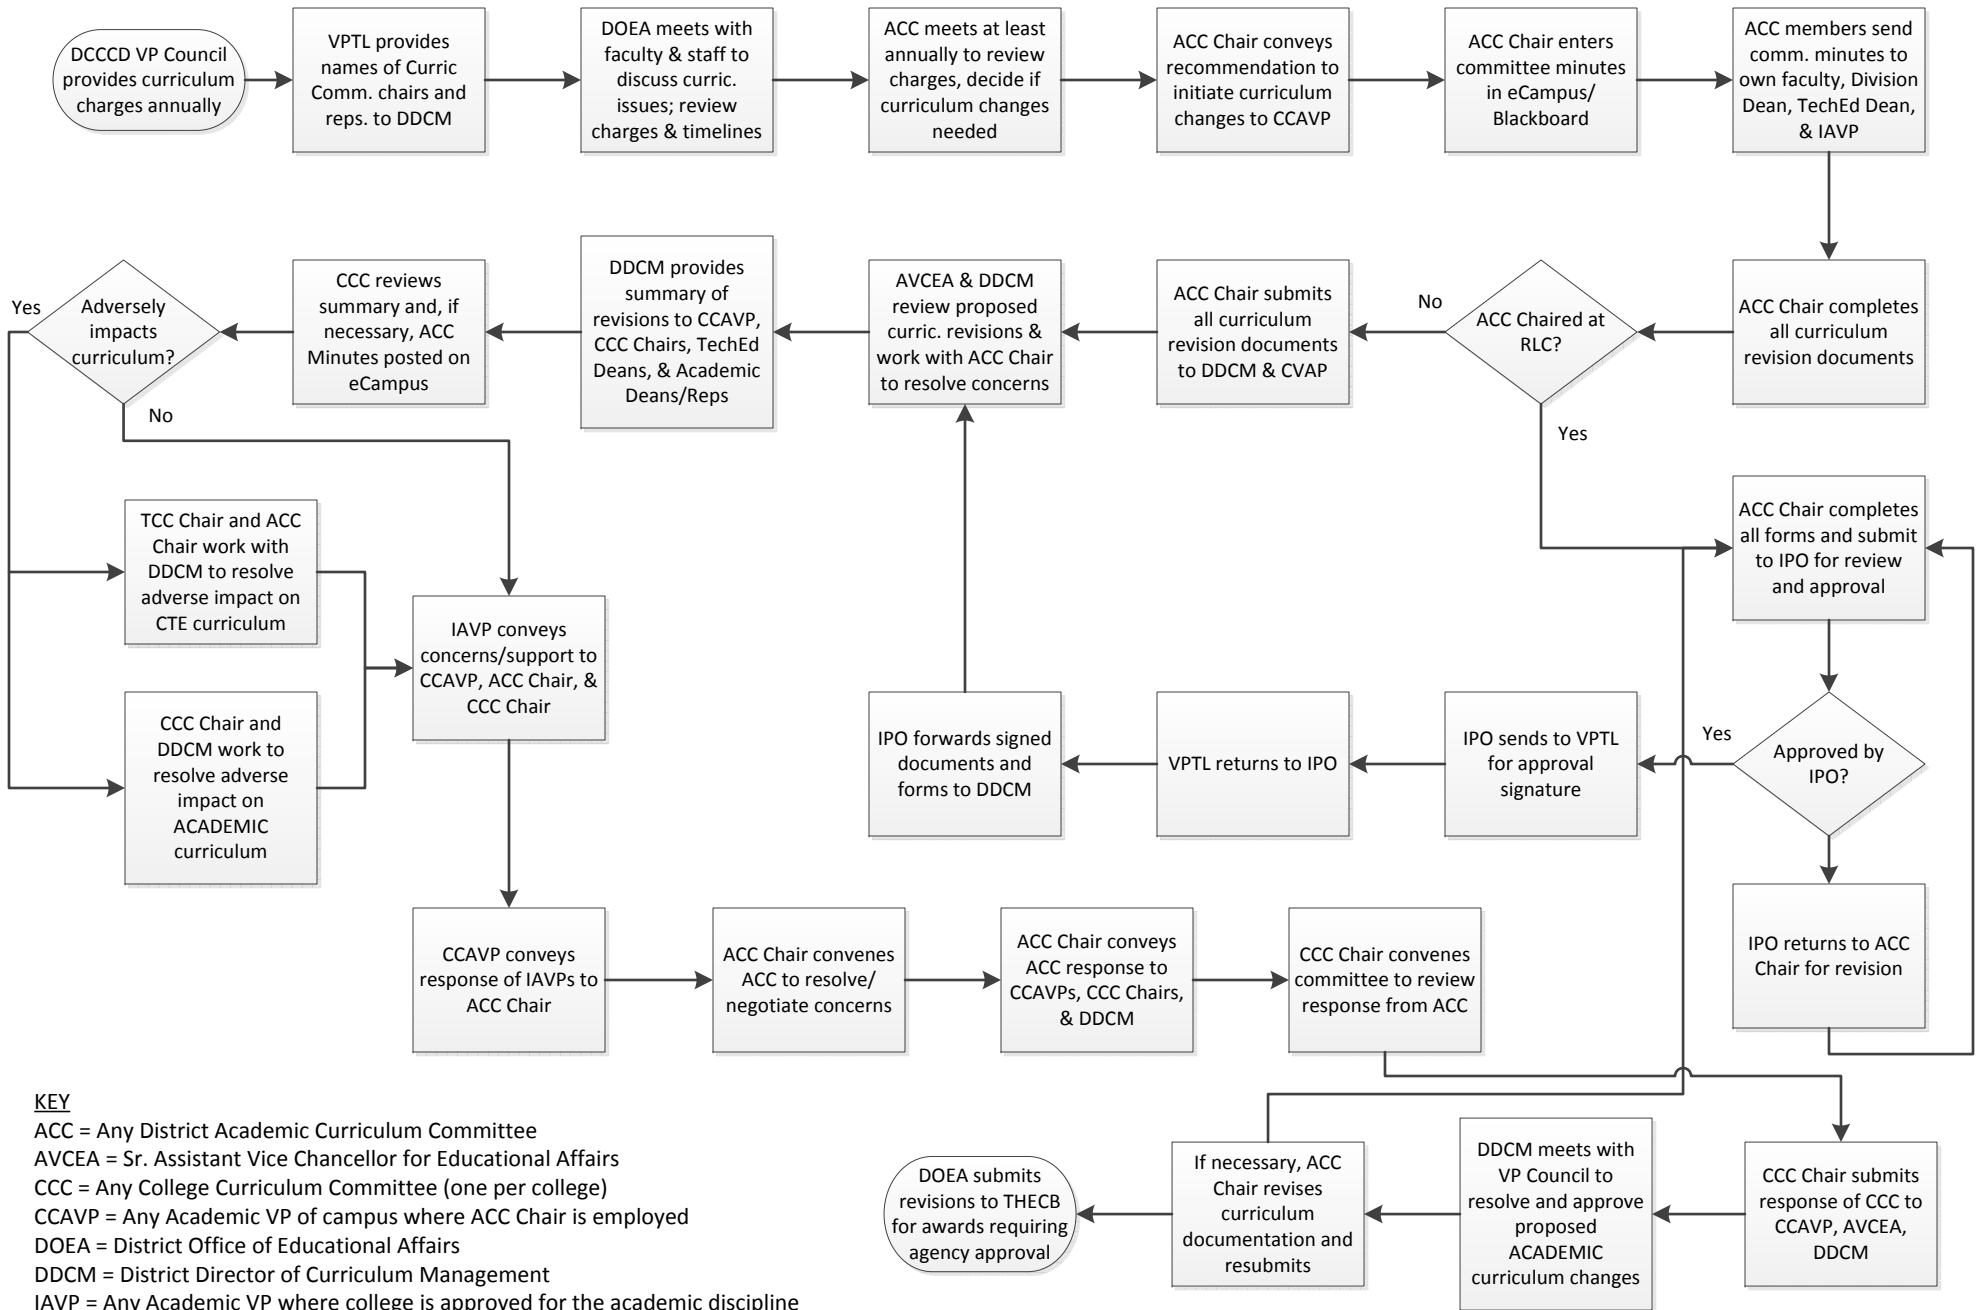 DCCCD VP Council
provides curriculum
charges annually
VPTL provides
names of Curric
Comm. chairs and
reps. to DDCM
DOEA meets with
faculty & staff to
discuss curric.
issues; review
charges & timelines
ACC meets at least
annually to review
charges, decide if
curriculum changes
needed
ACC Chair conveys
recommendation to
initiate curriculum
changes to CCAVP
ACC Chair enters
committee minutes
in eCampus/
Blackboard
ACC members send
comm. minutes to
own faculty, Division
Dean, TechEd Dean,
& IAVP
ACC Chair completes
all curriculum
revision documents
ACC Chaired at
RLC?
No
Yes
ACC Chair submits
all curriculum
revision documents
to DDCM & CVAP
AVCEA & DDCM
review proposed
curric. revisions &
work with ACC Chair
to resolve concerns
DDCM provides
summary of
revisions to CCAVP,
CCC Chairs, TechEd
Deans, & Academic
Deans/Reps
CCC reviews
summary and, if
necessary, ACC
Minutes posted on
eCampus
Adversely
impacts
curriculum?
Yes
No
TCC Chair and ACC
Chair work with
DDCM to resolve
adverse impact on
CTE curriculum
CCC Chair and
DDCM work to
resolve adverse
impact on
ACADEMIC
curriculum
IAVP conveys
concerns/support to
CCAVP, ACC Chair, &
CCC Chair
ACC Chair completes
all forms and submit
to IPO for review
and approval
Approved by
IPO?
Yes
IPO sends to VPTL
for approval
signature
VPTL returns to IPO
IPO forwards signed
documents and
forms to DDCM
IPO returns to ACC
Chair for revision
CCAVP conveys
response of IAVPs to
ACC Chair
ACC Chair convenes
ACC to resolve/
negotiate concerns
ACC Chair conveys
ACC response to
CCAVPs, CCC Chairs,
& DDCM
CCC Chair convenes
committee to review
response from ACC
CCC Chair submits
response of CCC to
CCAVP, AVCEA,
DDCM
DDCM meets with
VP Council to
resolve and approve
proposed
ACADEMIC
curriculum changes
If necessary, ACC
Chair revises
curriculum
documentation and
resubmits
DOEA submits
revisions to THECB
for awards requiring
agency approval
KEY
ACC = Any District Academic Curriculum Committee
AVCEA = Sr. Assistant Vice Chancellor for Educational Affairs
CCC = Any College Curriculum Committee (one per college)
CCAVP = Any Academic VP of campus where ACC Chair is employed
DOEA = District Office of Educational Affairs
DDCM = District Director of Curriculum Management
IAVP = Any Academic VP where college is approved for the academic discipline